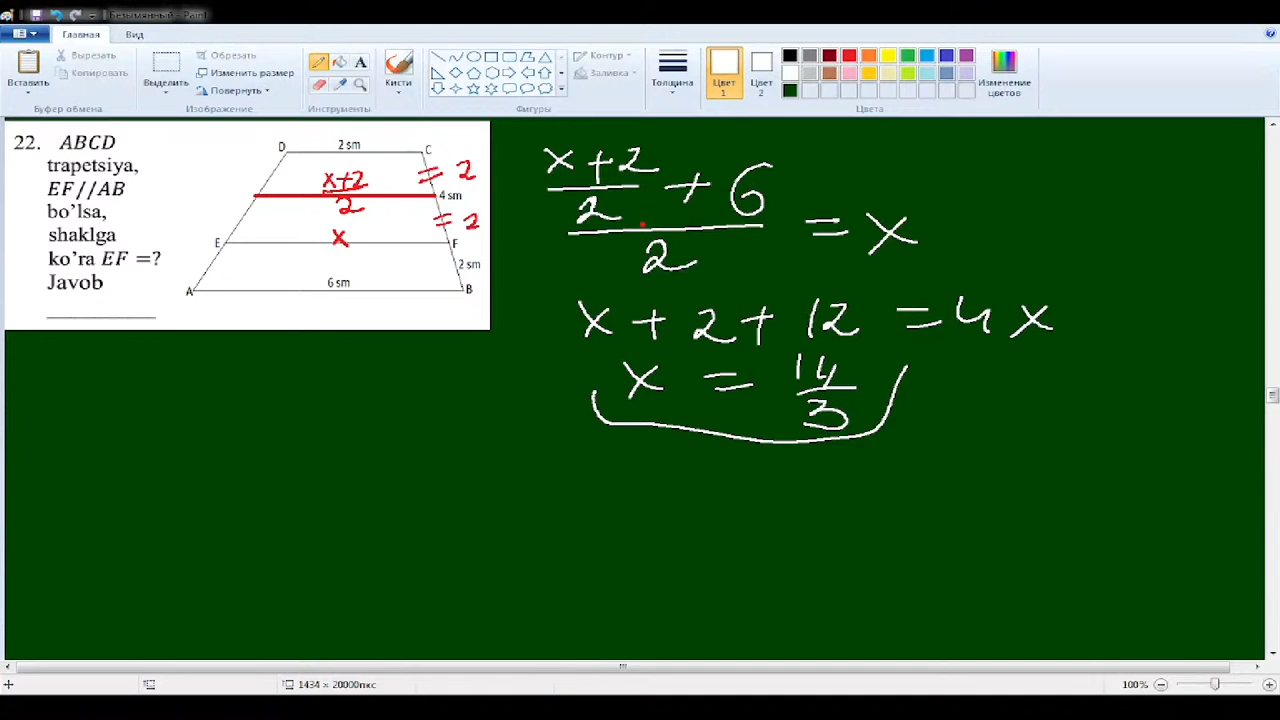 Безымянный - Paint
Главная
Вид
Вставить
Вырезать
Копировать
Буфер обмена
Выделить
Обрезать
Изменить размер
Повернуть
Изображение
A
Инструменты
Кисти
Контур
Заливка
Фигуры
Толщина
Цвет 1
Цвет 2
Изменение цветов
Цвета
22. ABCD
trapetsiya,
EF//AB
bo'lsa,
shaklga
ko'ra EF =?
Javob
D 2 sm C
x+2
2
= 2
4 sm
= 2
x
E F
2 sm
A 6 sm B
x+2
2
+ 6
2
= x
x + 2 + 12 = 4x
x = 14
3
1434 × 20000пкс
100%